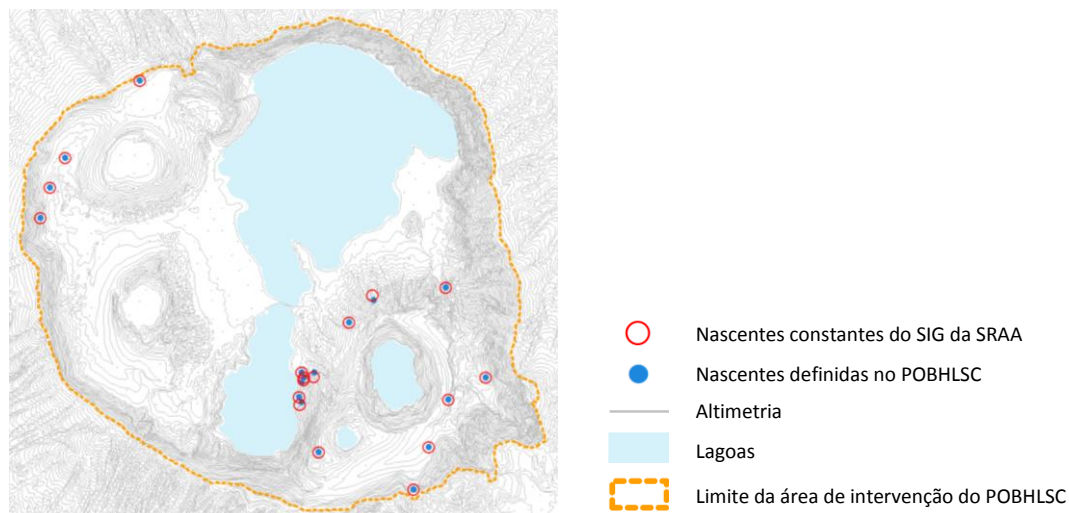 Nascentes constantes do SIG da SRAA
Nascentes definidas no POBHLSC
Altimetria
Lagoas
Limite da área de intervenção do POBHLSC